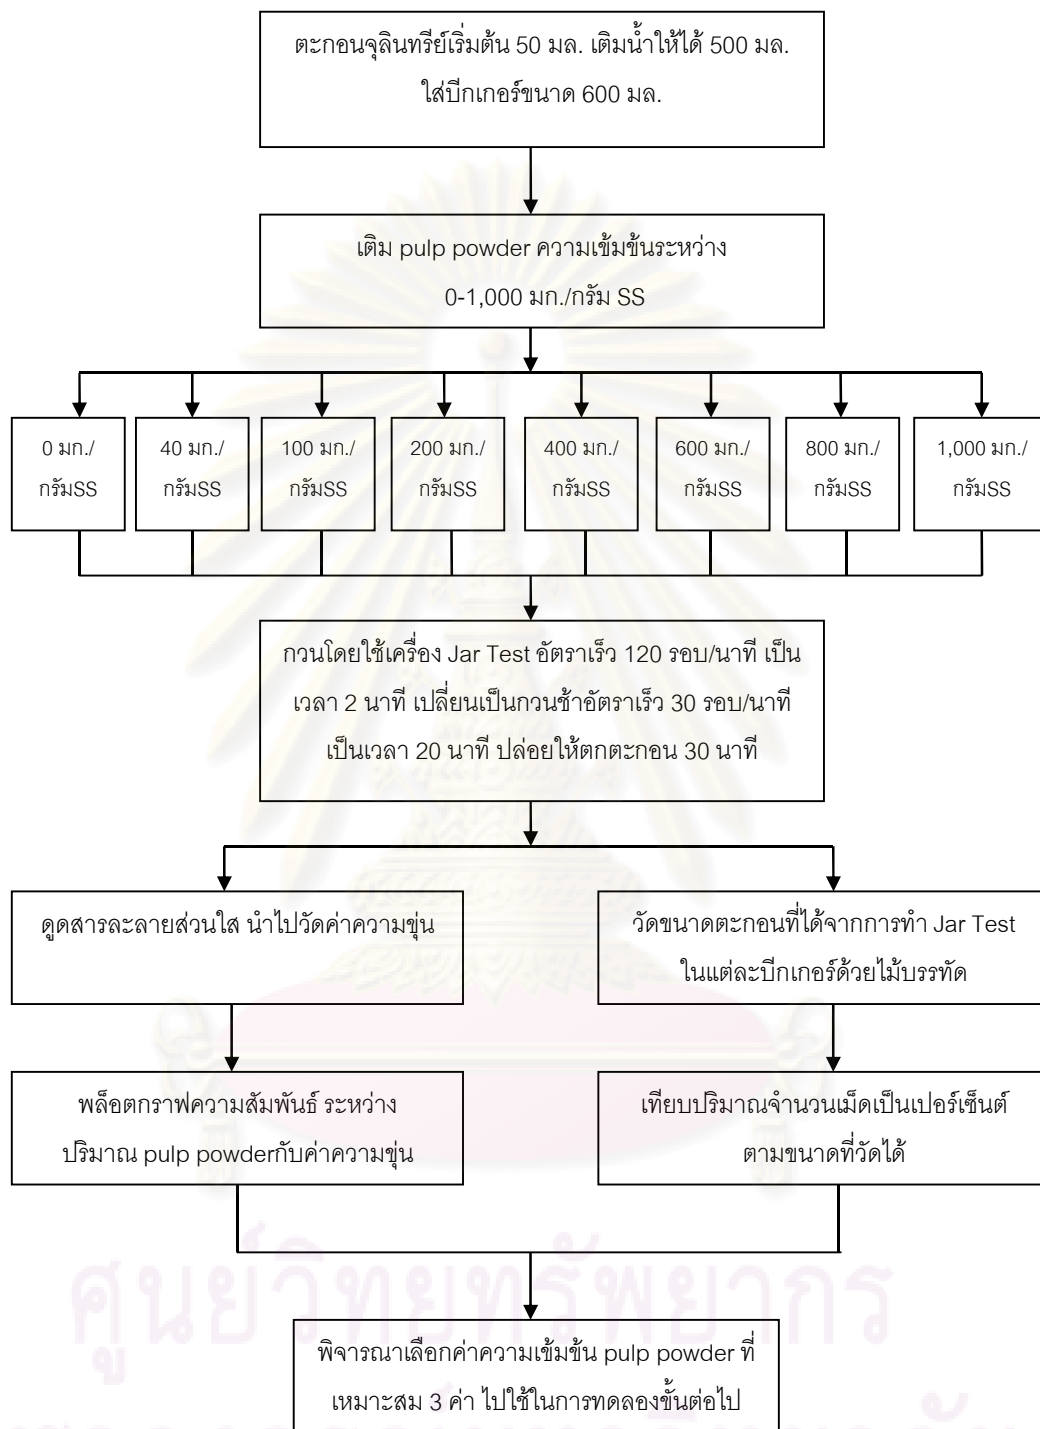 ตะกอนจุลินทรีย์เริ่มต้น 50 มล. เติมน้ำให้ได้ 500 มล.
ใส่บีกเกอร์ขนาด 600 มล.
เติม pulp powder ความเข้มข้นระหว่าง
0-1,000 มก./กรัม SS
0 มก./
กรัมSS
40 มก./
กรัมSS
100 มก./
กรัมSS
200 มก./
กรัมSS
400 มก./
กรัมSS
600 มก./
กรัมSS
800 มก./
กรัมSS
1,000 มก./
กรัมSS
กวนโดยใช้เครื่อง Jar Test อัตราเร็ว 120 รอบ/นาที เป็น
เวลา 2 นาที เปลี่ยนเป็นกวนช้าอัตราเร็ว 30 รอบ/นาที
เป็นเวลา 20 นาที ปล่อยให้ตกตะกอน 30 นาที
ดูดสารละลายส่วนใส นำไปวัดค่าความขุ่น
วัดขนาดตะกอนที่ได้จากการทำ Jar Test
ในแต่ละบีกเกอร์ด้วยไม้บรรทัด
พล็อตกราฟความสัมพันธ์ ระหว่าง
ปริมาณ pulp powderกับค่าความขุ่น
เทียบปริมาณจำนวนเม็ดเป็นเปอร์เซ็นต์
ตามขนาดที่วัดได้
ศูนย์วิทยทรัพยากร
พิจารณาเลือกค่าความเข้มข้น pulp powder ที่
เหมาะสม 3 ค่า ไปใช้ในการทดลองขั้นต่อไป